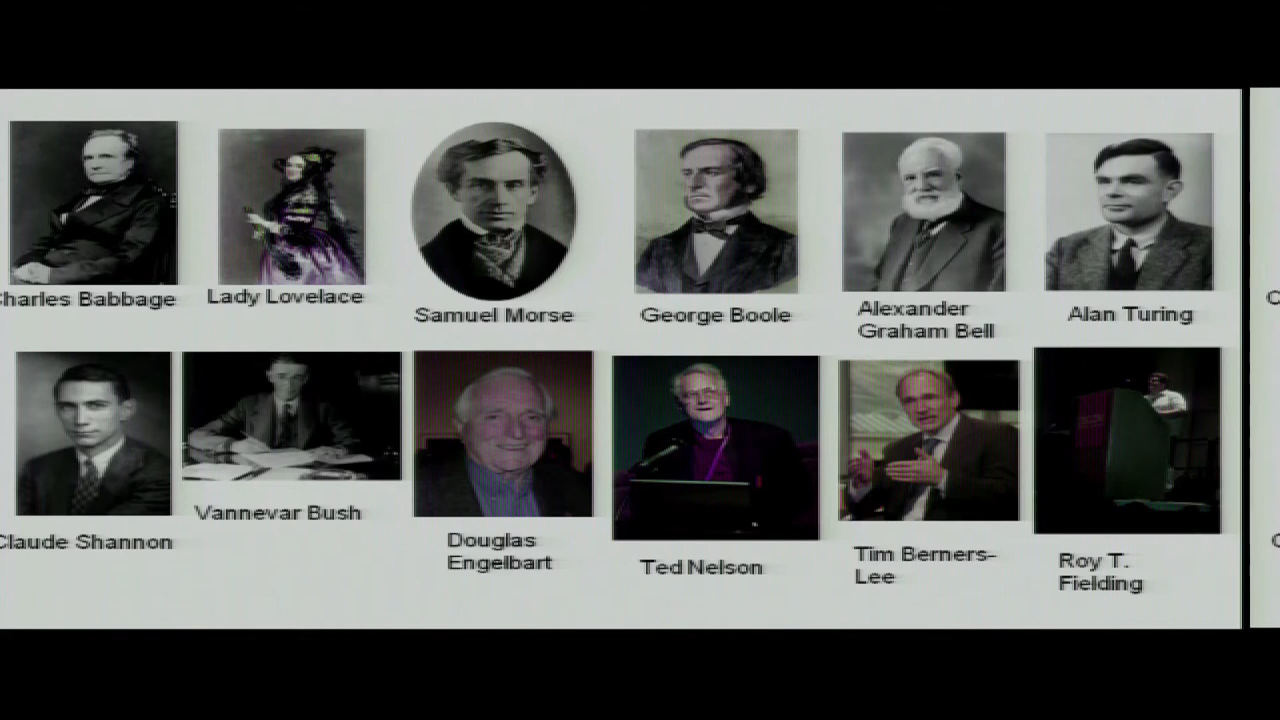 Charles Babbage
Lady Lovelace
Samuel Morse
George Boole
Alexander
Graham Bell
Alan Turing
Claude Shannon
Vannevar Bush
Douglas
Engelbart
Ted Nelson
Tim Berners-
Lee
Roy T.
Fielding